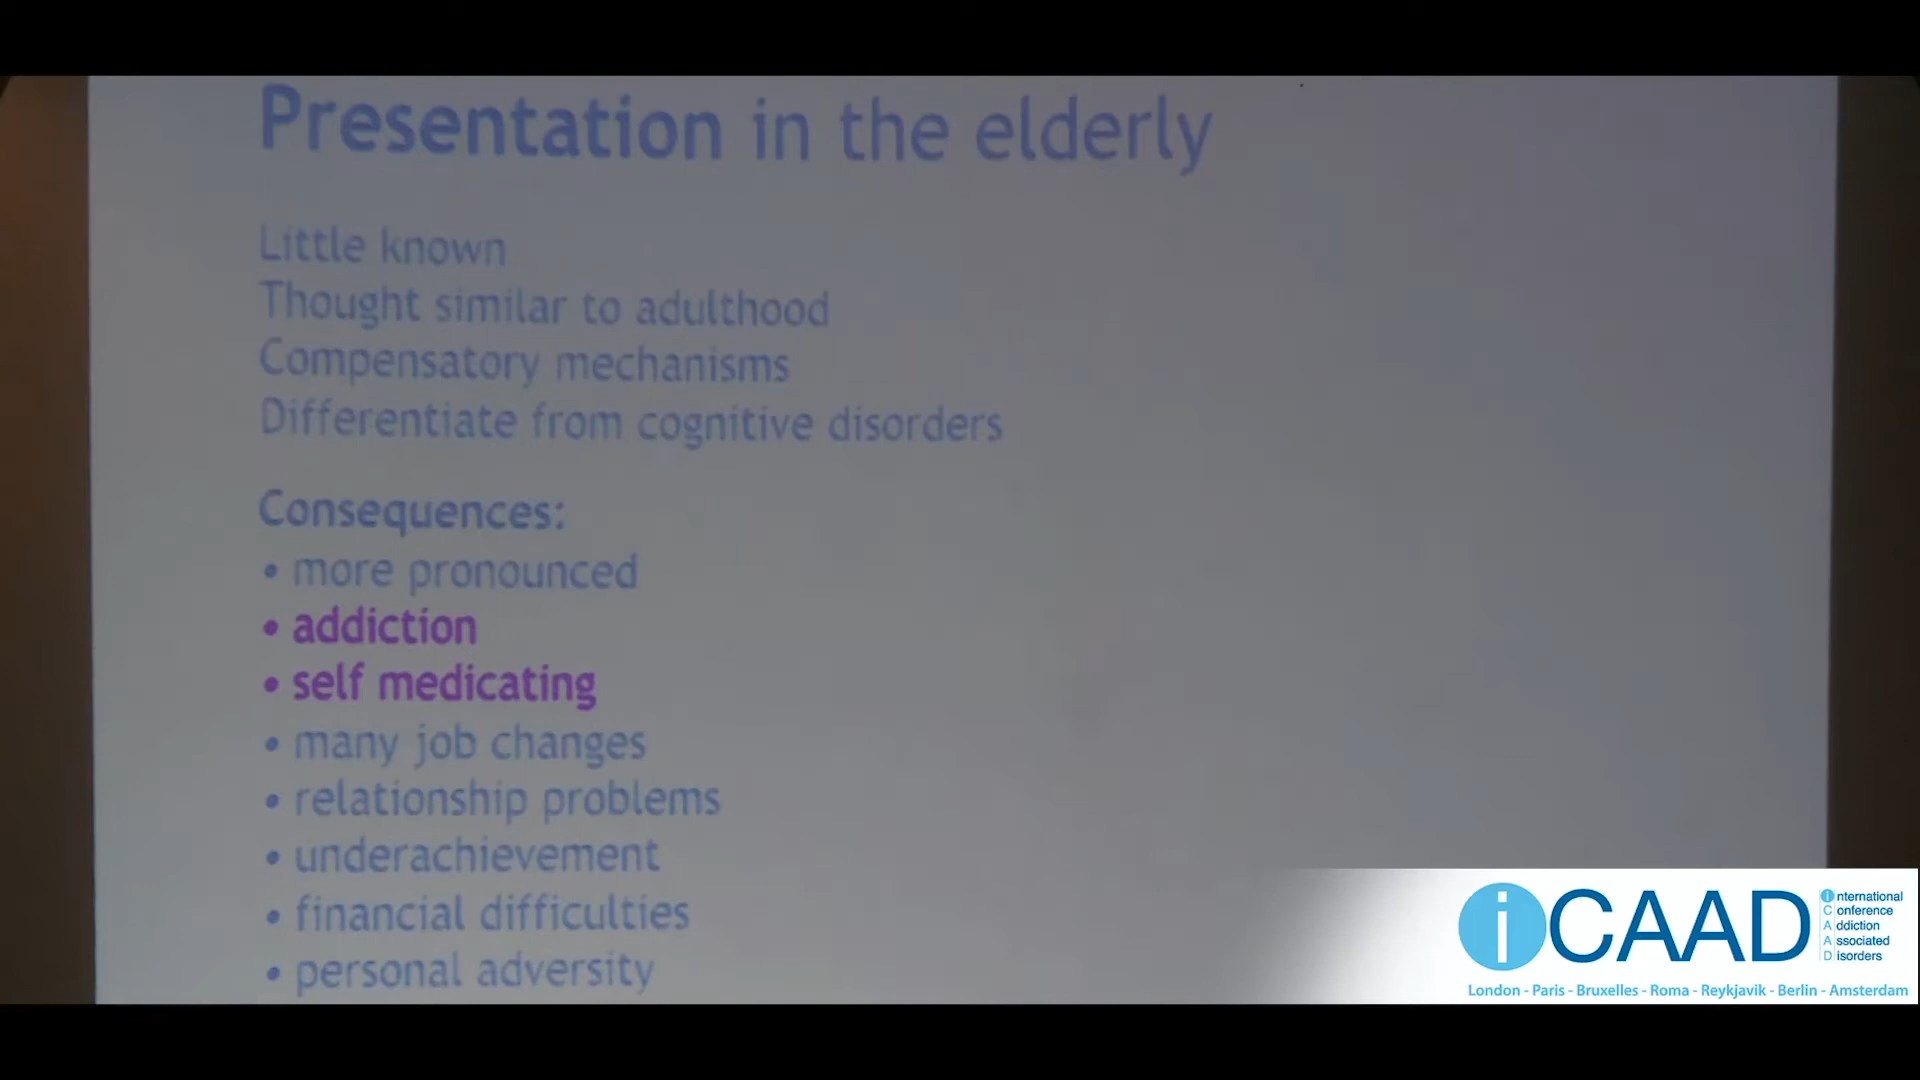 Presentation in the elderly
Little known
Thought similar to adulthood
Compensatory mechanisms
Differentiate from cognitive disorders
Consequences:
• more pronounced
• addiction
• self medicating
• many job changes
• relationship problems
• underachievement
• financial difficulties
• personal adversity
iCAAD
international
Conference
Addiction
Associated
Disorders
London - Paris - Bruxelles - Roma - Reykjavik - Berlin - Amsterdam